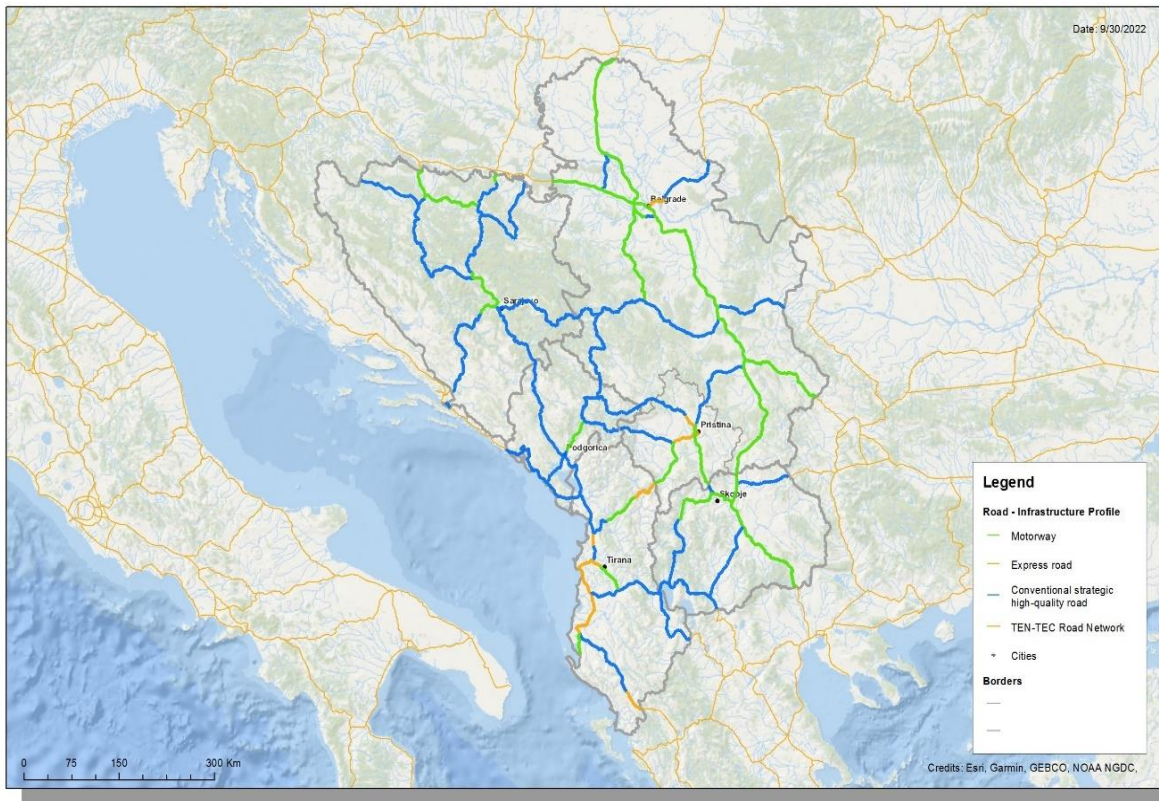 Date: 9/30/2022
Belgrade
Sarajevo
Pristina
Podgorica
Skopje
Tirana
Legend
Road - Infrastructure Profile
Motorway
Express road
Conventional strategic
high-quality road
TEN-TEC Road Network
Cities
Borders
0 75 150 300 Km
Credits: Esri, Garmin, GEBCO, NOAA NGDC,